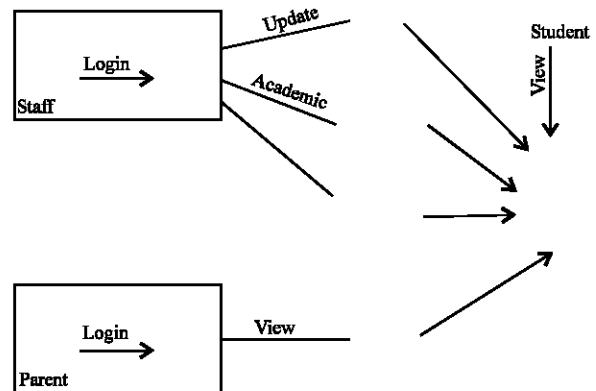 Update
Student
Login
View
Academic
Staff
Login
View
Parent